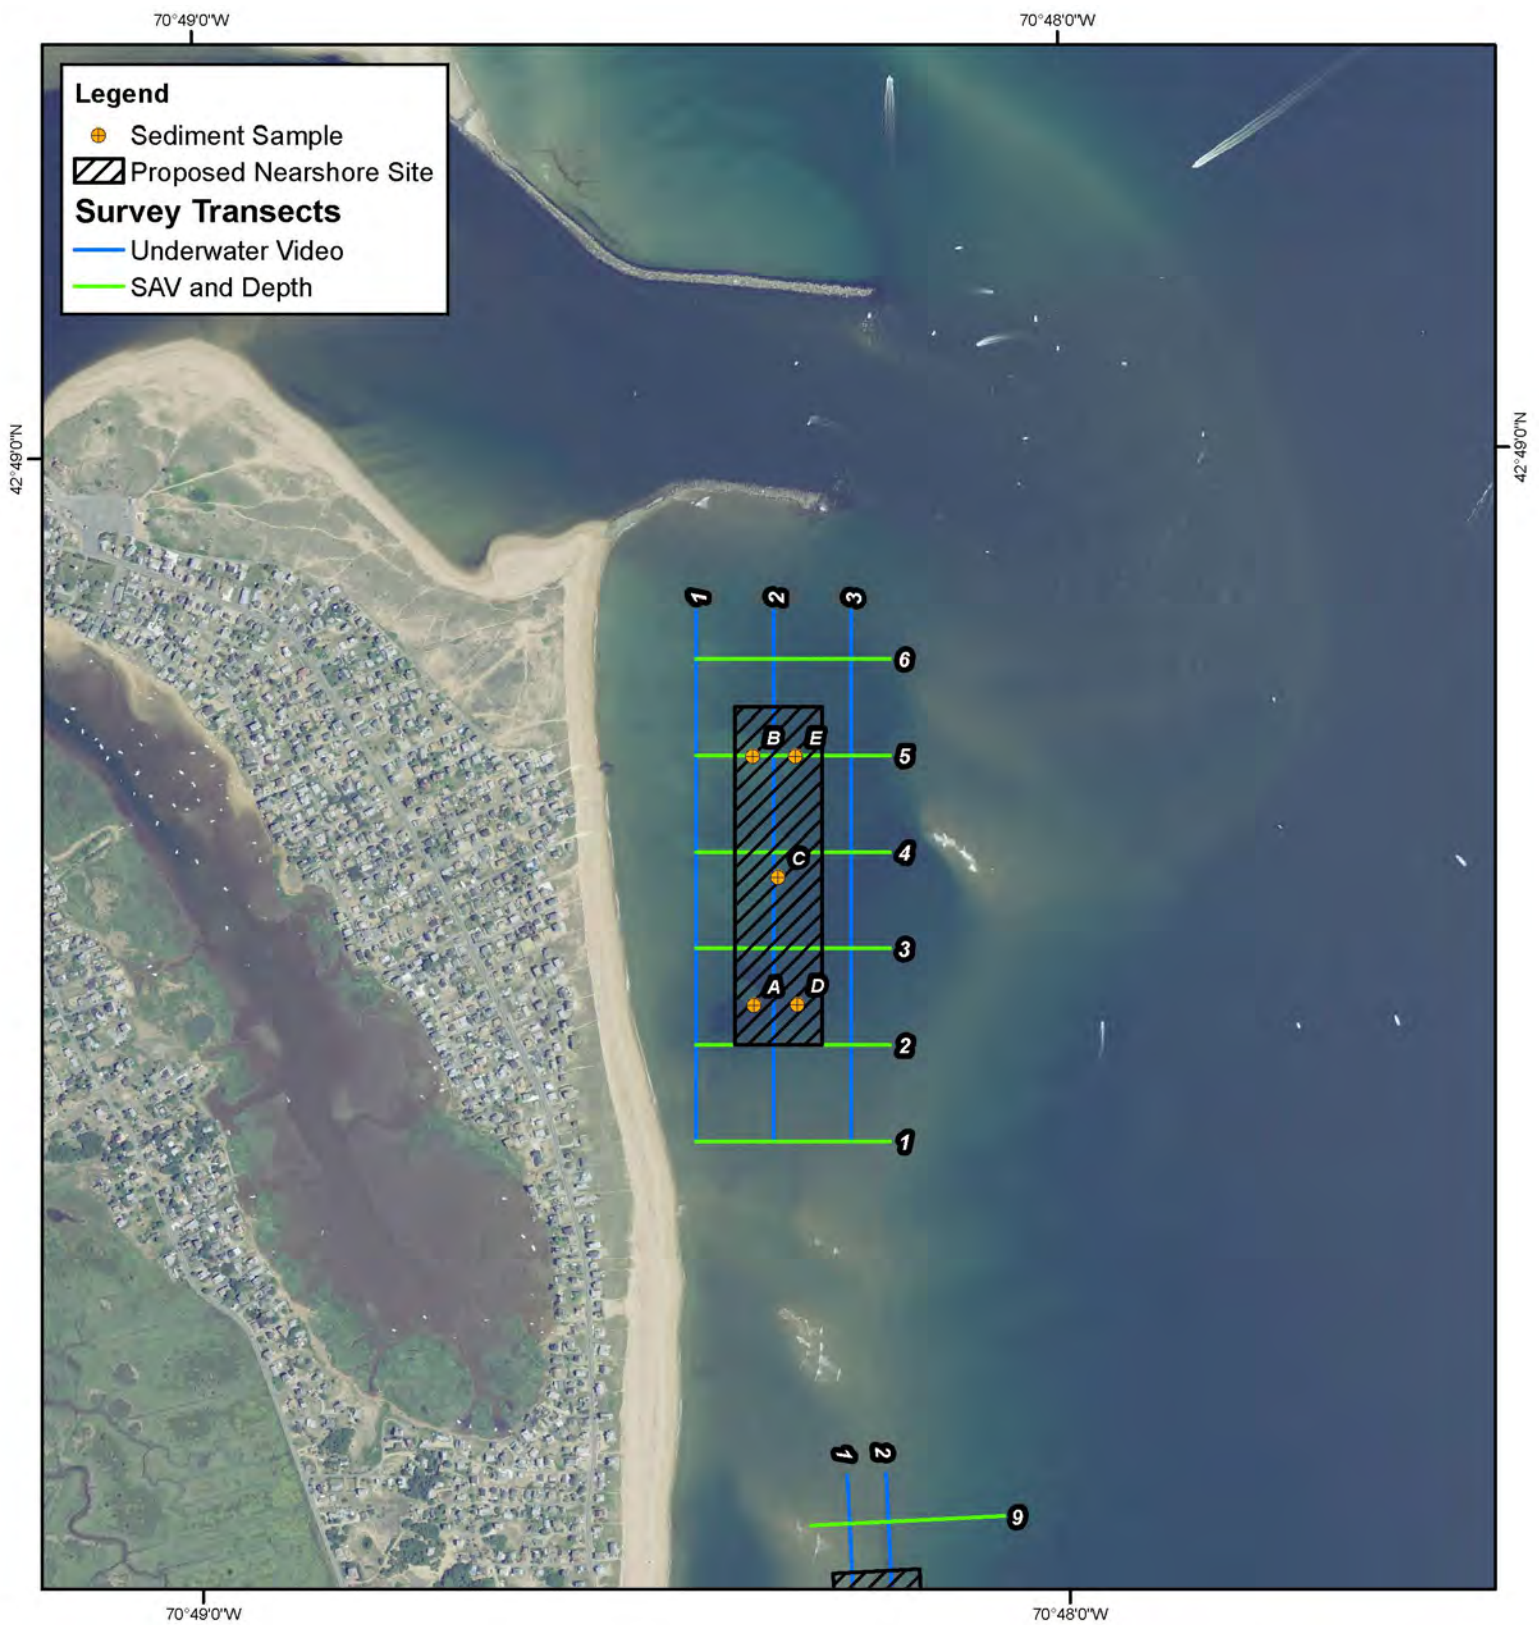 70°49'0"W
70°48'0"W
Legend
Sediment Sample
Proposed Nearshore Site
Survey Transects
Underwater Video
SAV and Depth
42°49'0"N
42°49'0"N
1
2
3
6
B
E
5
4
C
3
A
D
2
1
1
2
9
70°49'0"W
70°48'0"W